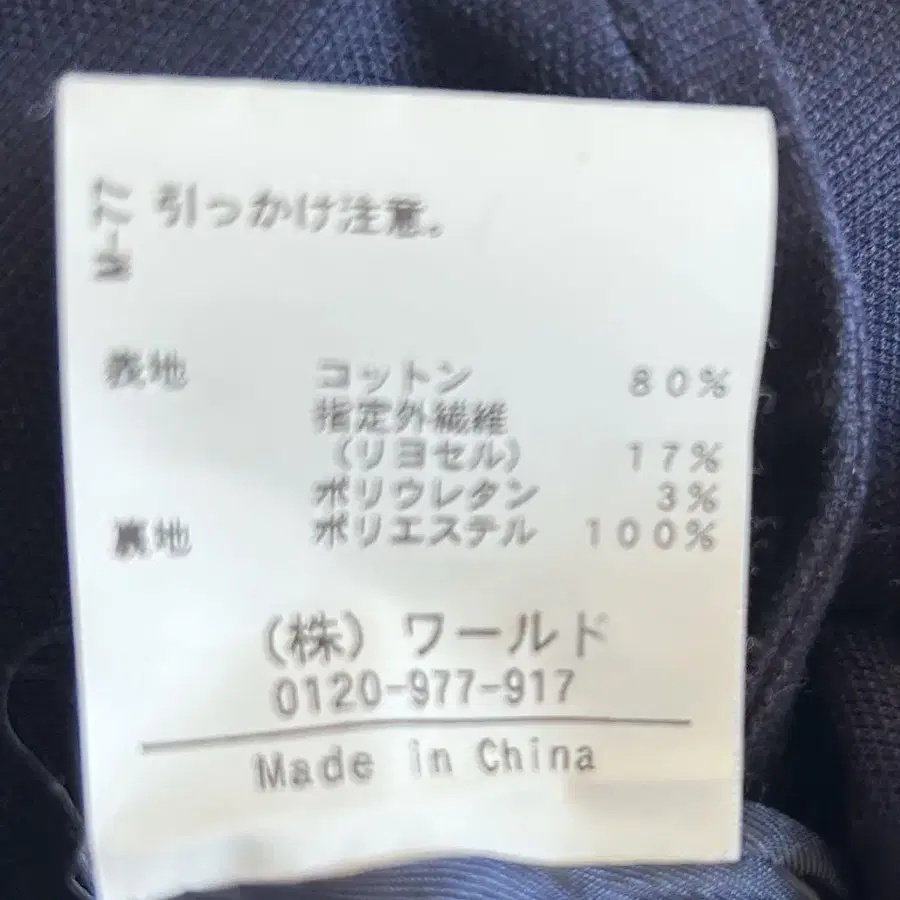 M-77
引っかけ注意。
表地 コットン 80%
指定外繊維
(リヨセル) 17%
ポリウレタン 3%
裏地 ポリエステル 100%
(株)ワールド
0120-977-917
Made in China